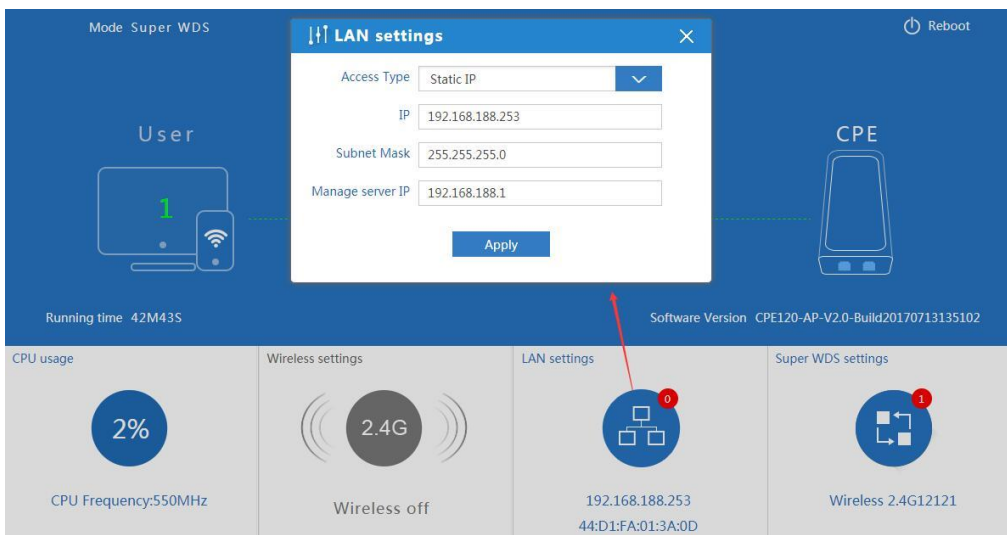 Mode Super WDS
Reboot
LAN settings
Access Type Static IP
IP 192.168.188.253
Subnet Mask 255.255.255.0
Manage server IP 192.168.188.1
Apply
User
1
CPE
Running time 42M43S
Software Version CPE120-AP-V2.0-Build20170713135102
CPU usage
2%
CPU Frequency:550MHz
Wireless settings
2.4G
Wireless off
LAN settings
0
192.168.188.253
44:D1:FA:01:3A:0D
Super WDS settings
1
Wireless 2.4G12121